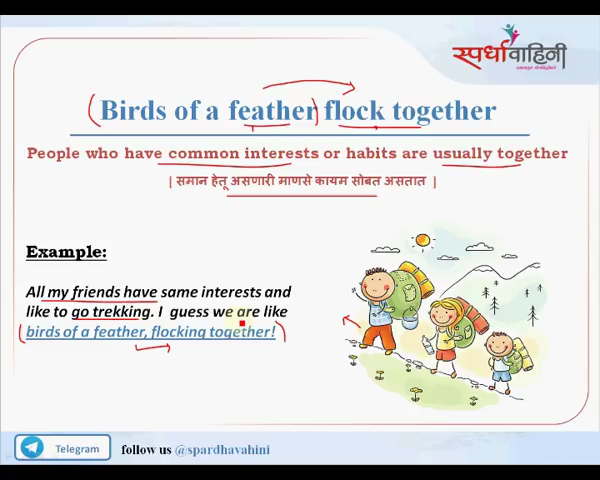 स्पर्धावाहिनी
Birds of a feather flock together
People who have common interests or habits are usually together
[ समान हेतू असणारी माणसे कायम सोबत असतात ]
Example:
All my friends have same interests and
like to go trekking. I guess we are like
birds of a feather, flocking together!
Telegram
follow us @spardhavahini